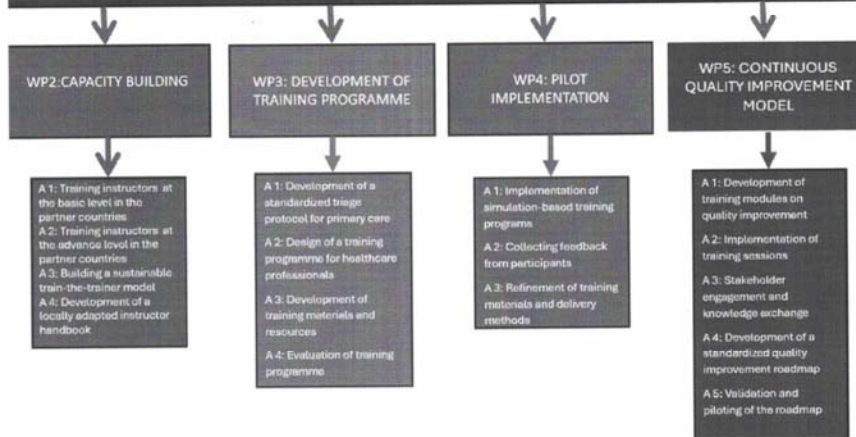 WP2:CAPACITY BUILDING
WP3: DEVELOPMENT OF
TRAINING PROGRAMME
WP4: PILOT
IMPLEMENTATION
WP5: CONTINUOUS
QUALITY IMPROVEMENT
MODEL
A 1: Training instructors at
the basic level in the
partner countries
A 2: Training instructors at
the advance level in the
partner countries
A 3: Building a sustainable
train-the-trainer model
A 4: Development of a
locally adapted instructor
handbook
A 1: Development of a
standardized triage
protocol for primary care
A 2: Design of a training
programme for healthcare
professionals
A 3: Development of
training materials and
resources
A 4: Evaluation of training
programme
A 1: Implementation of
simulation-based training
programs
A 2: Collecting feedback
from participants
A 3: Refinement of training
materials and delivery
methods
A 1: Development of
training modules on
quality improvement
A 2: Implementation of
training sessions
A 3: Stakeholder
engagement and
knowledge exchange
A 4: Development of a
standardized quality
improvement roadmap
A 5: Validation and
piloting of the roadmap